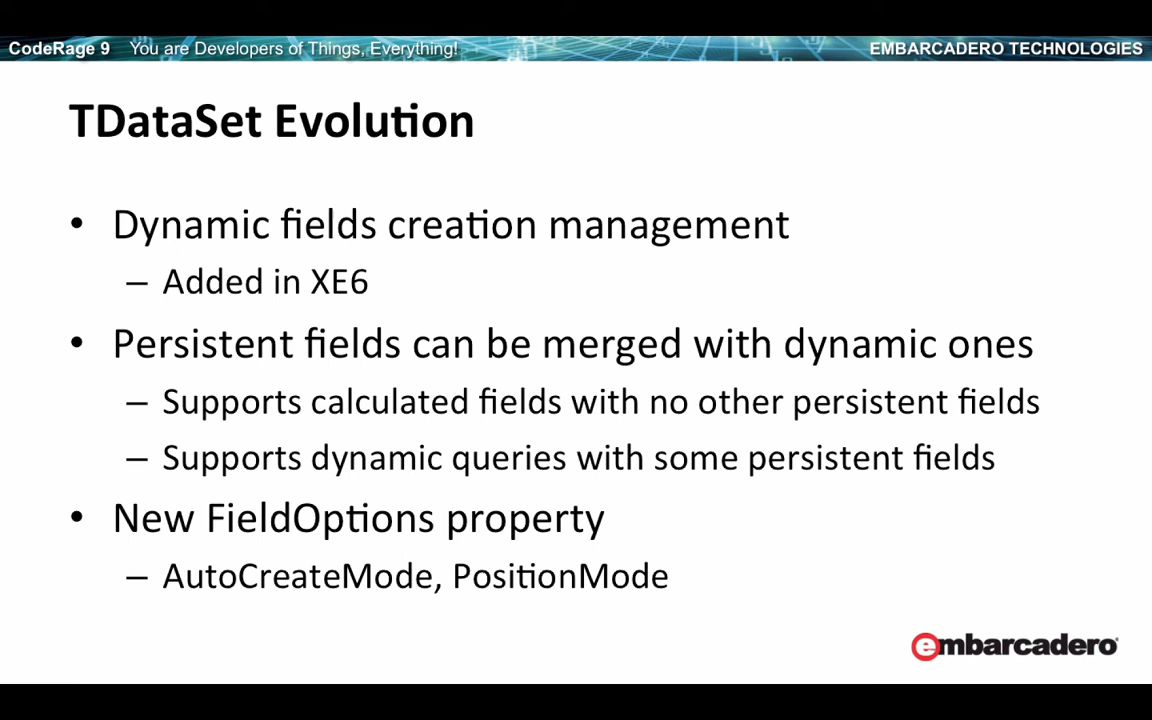 CodeRage 9 You are Developers of Things, Everything! EMBARCADERO TECHNOLOGIES
TDataSet Evolution
• Dynamic fields creation management
– Added in XE6
• Persistent fields can be merged with dynamic ones
– Supports calculated fields with no other persistent fields
– Supports dynamic queries with some persistent fields
• New FieldOptions property
– AutoCreateMode, PositionMode
embarcadero